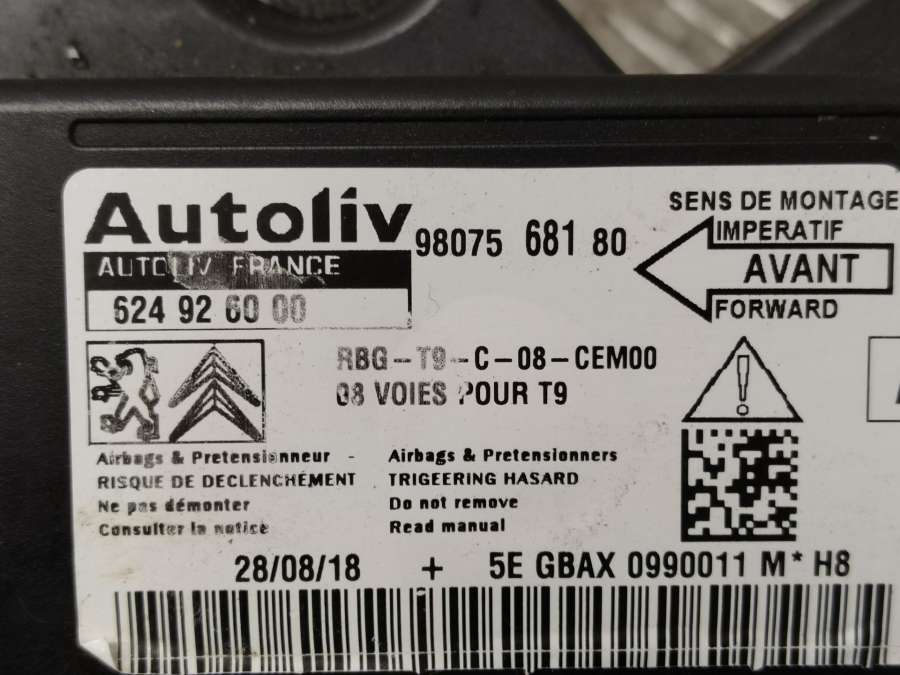 Autoliv
AUTOLIV FRANCE
624 92 60 00
98075 681 80
SENS DE MONTAGE
IMPERATIF
AVANT
FORWARD
RBG-T9-C-08-CEM00
08 VOIES POUR T9
Airbags & Pretensionneur -
RISQUE DE DECLENCHÉMENT
Ne pas démonter
Consulter la notice
Airbags & Pretensionners
TRIGEERING HASARD
Do not remove
Read manual
28/08/18 + 5E GBAX 0990011 M* H8